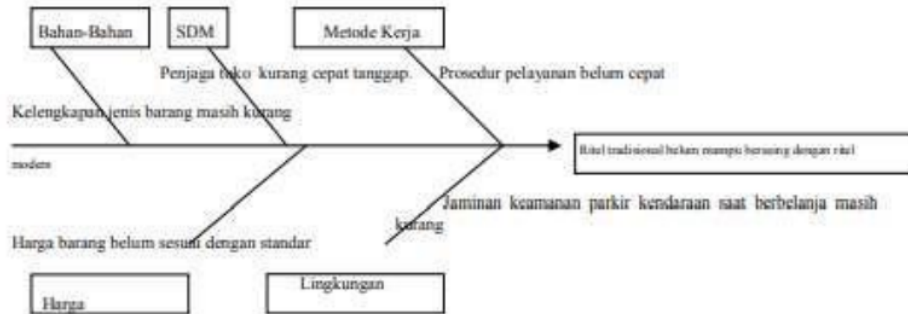 Bahan-Bahan
SDM
Metode Kerja
Penjaga toko kurang cepat tanggap.
Prosedur pelayanan belum cepat
Kelengkapan jenis barang masih kurang
Ritel tradisional belum mampu bersaing dengan ritel
modern
Jaminan keamanan parkir kendaraan saat berbelanja masih
kurang
Harga barang belum sesuai dengan standar
Lingkungan
Harga